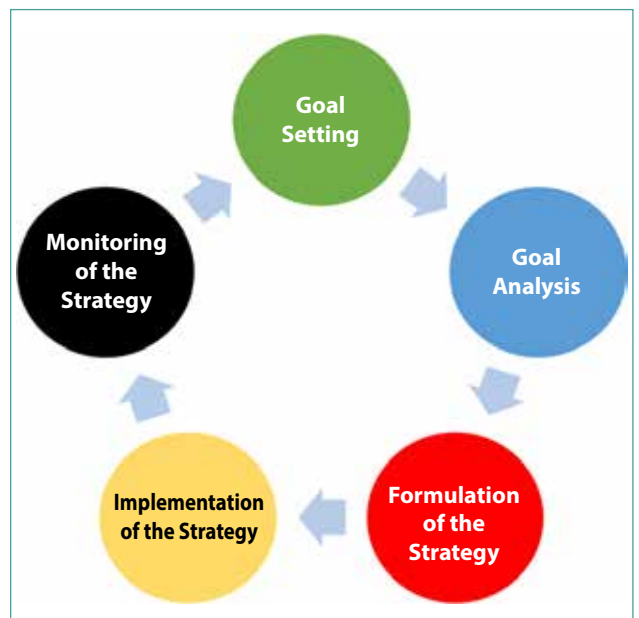 Goal
Setting
Goal
Analysis
Formulation
of the
Strategy
Implementation
of the Strategy
Monitoring
of the
Strategy